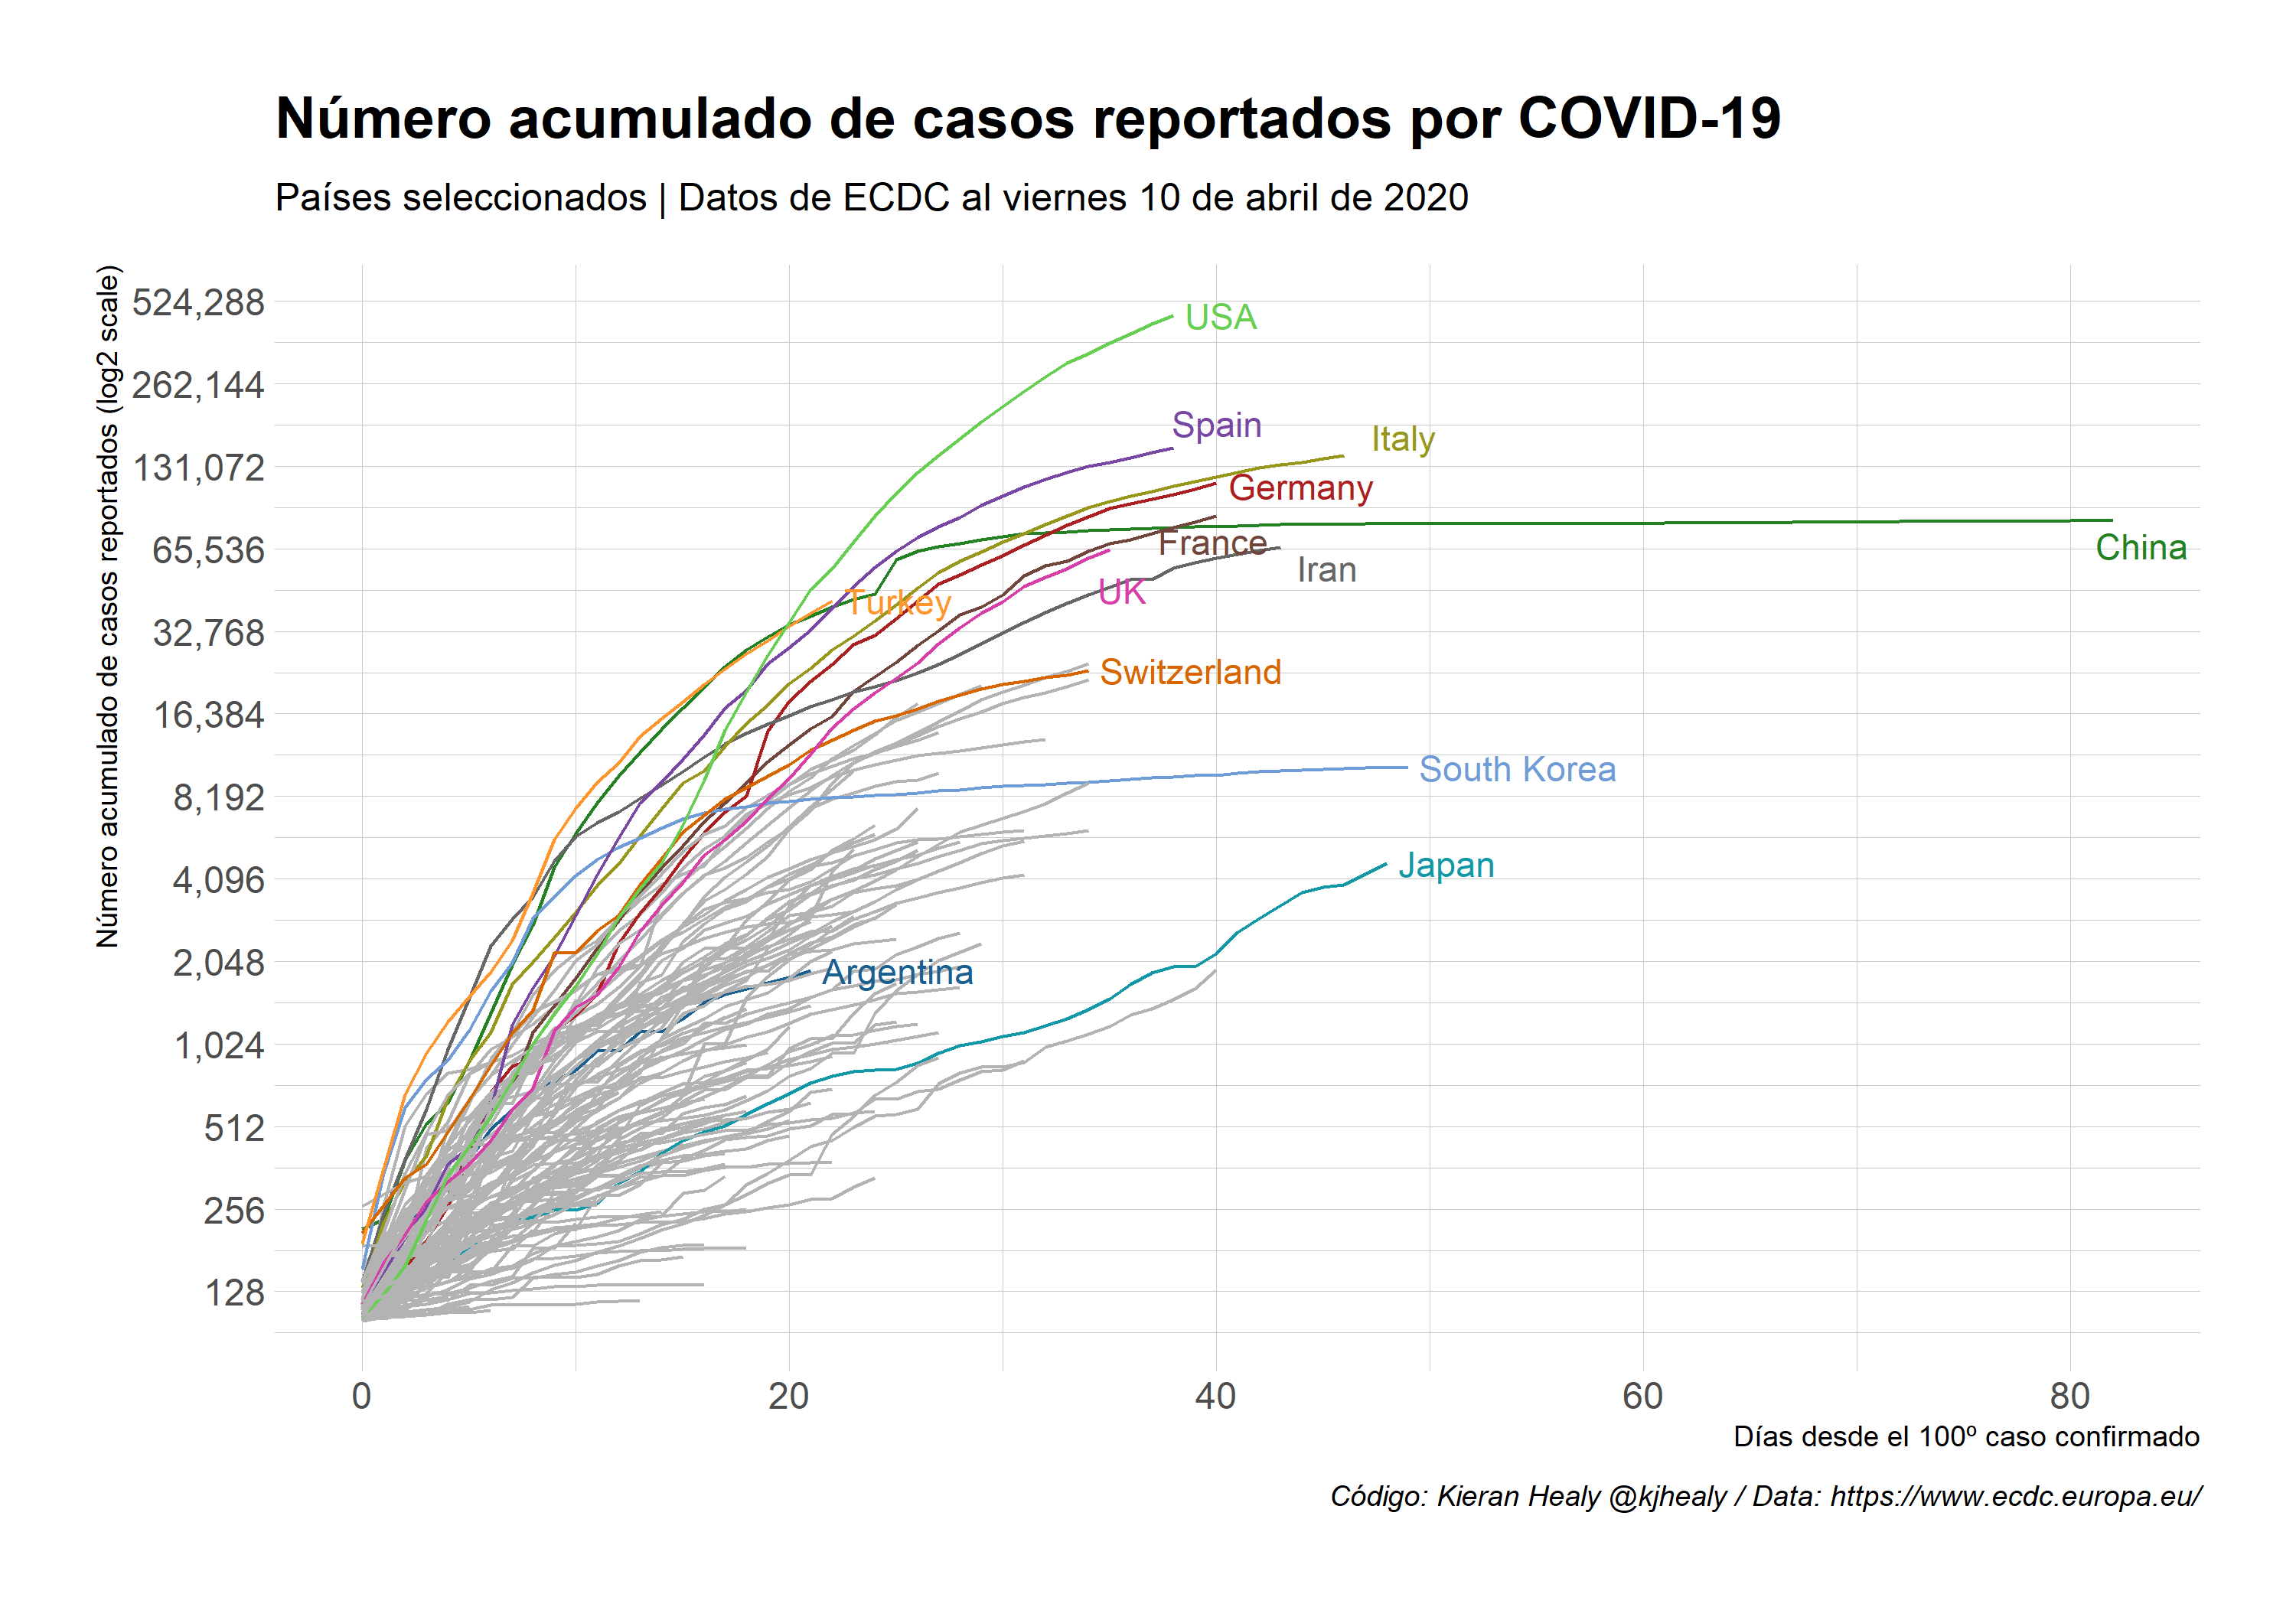 Número acumulado de casos reportados por COVID-19
Países seleccionados | Datos de ECDC al viernes 10 de abril de 2020
Número acumulado de casos reportados (log2 scale)
524,288
262,144
131,072
65,536
32,768
16,384
8,192
4,096
2,048
1,024
512
256
128
USA
Spain
Italy
Germany
France
China
Iran
UK
Turkey
Switzerland
South Korea
Japan
Argentina
0 20 40 60 80
Días desde el 100º caso confirmado
Código: Kieran Healy @kjhealy / Data: https://www.ecdc.europa.eu/